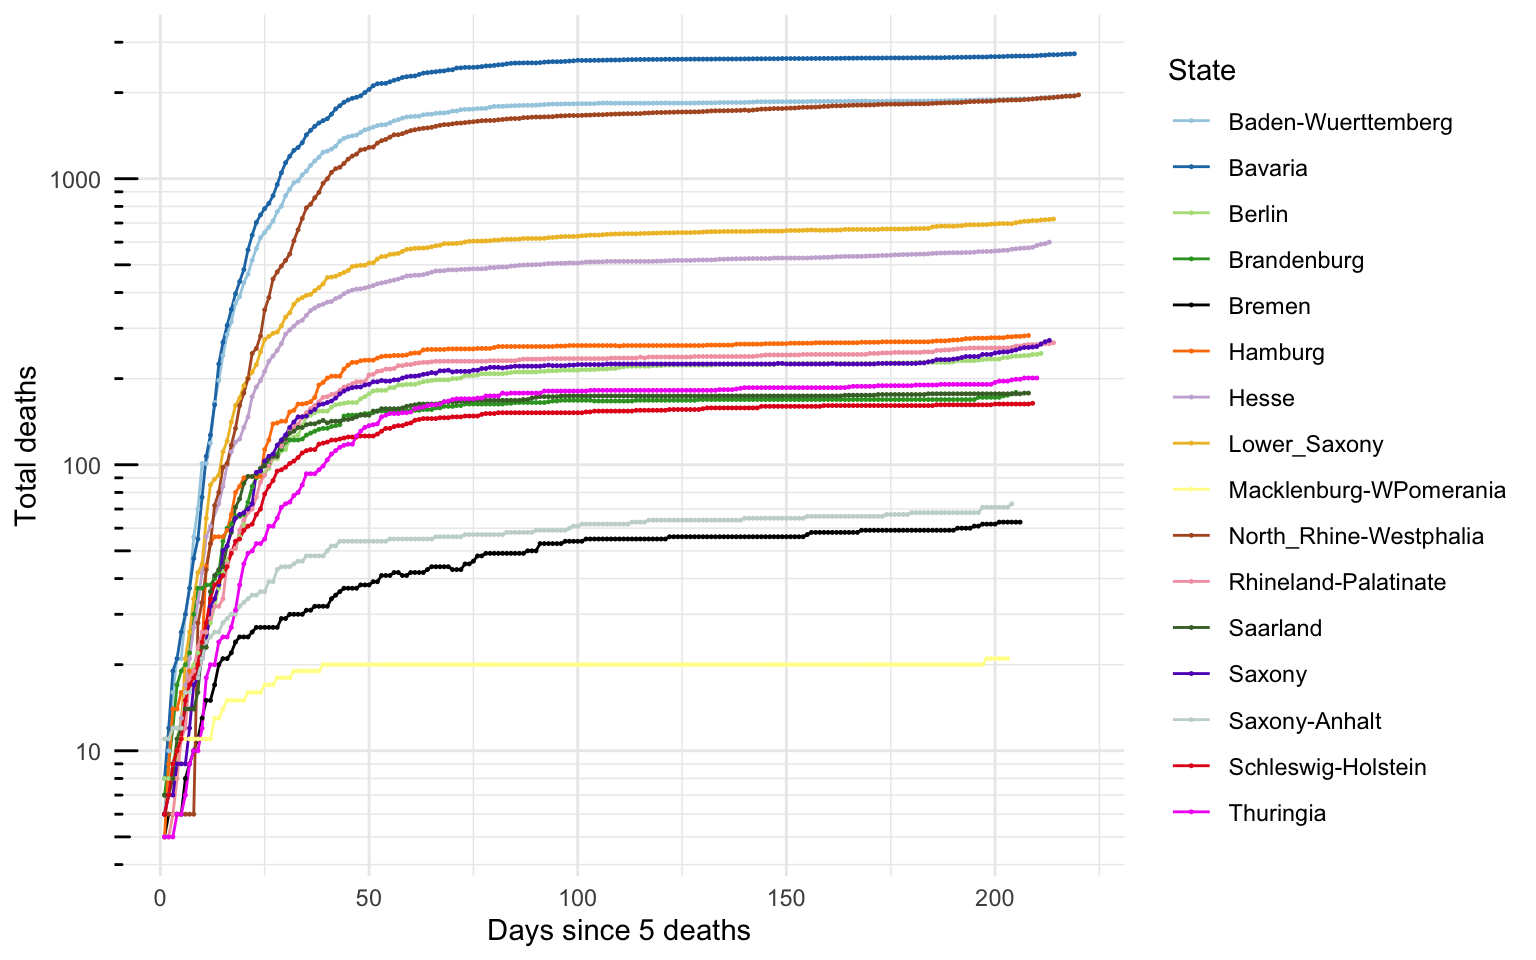 Total deaths
1000
100
10
0
50
100
150
200
Days since 5 deaths
State
Baden-Wuerttemberg
Bavaria
Berlin
Brandenburg
Bremen
Hamburg
Hesse
Lower_Saxony
Macklenburg-WPomerania
North_Rhine-Westphalia
Rhineland-Palatinate
Saarland
Saxony
Saxony-Anhalt
Schleswig-Holstein
Thuringia